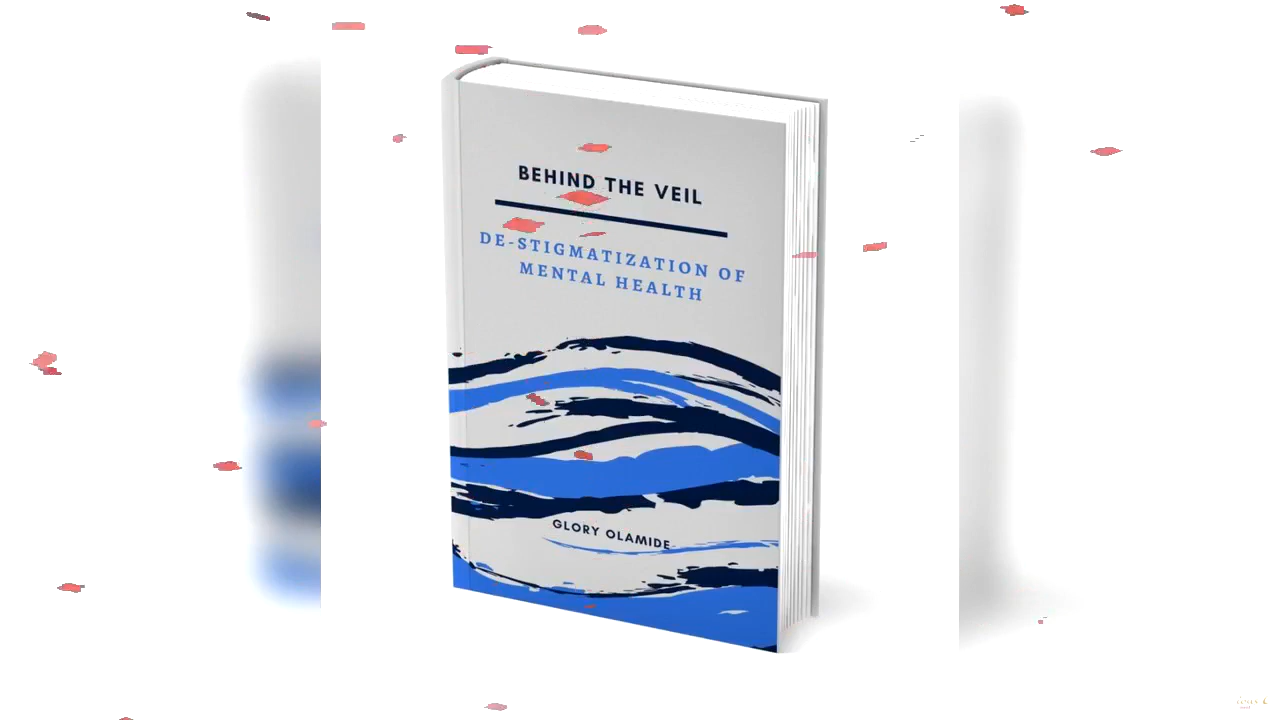 BEHIND THE VEIL
DE-STIGMATIZATION OF
MENTAL HEALTH
GLORY OLAMIDE